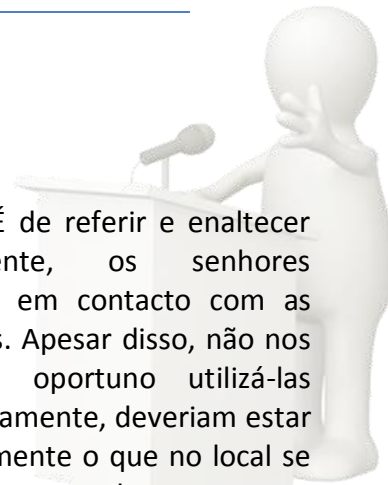 É de referir e enaltecer
ente, os senhores
em contacto com as
s. Apesar disso, não nos
oportuno utilizá-las
amente, deveriam estar
mente o que no local se